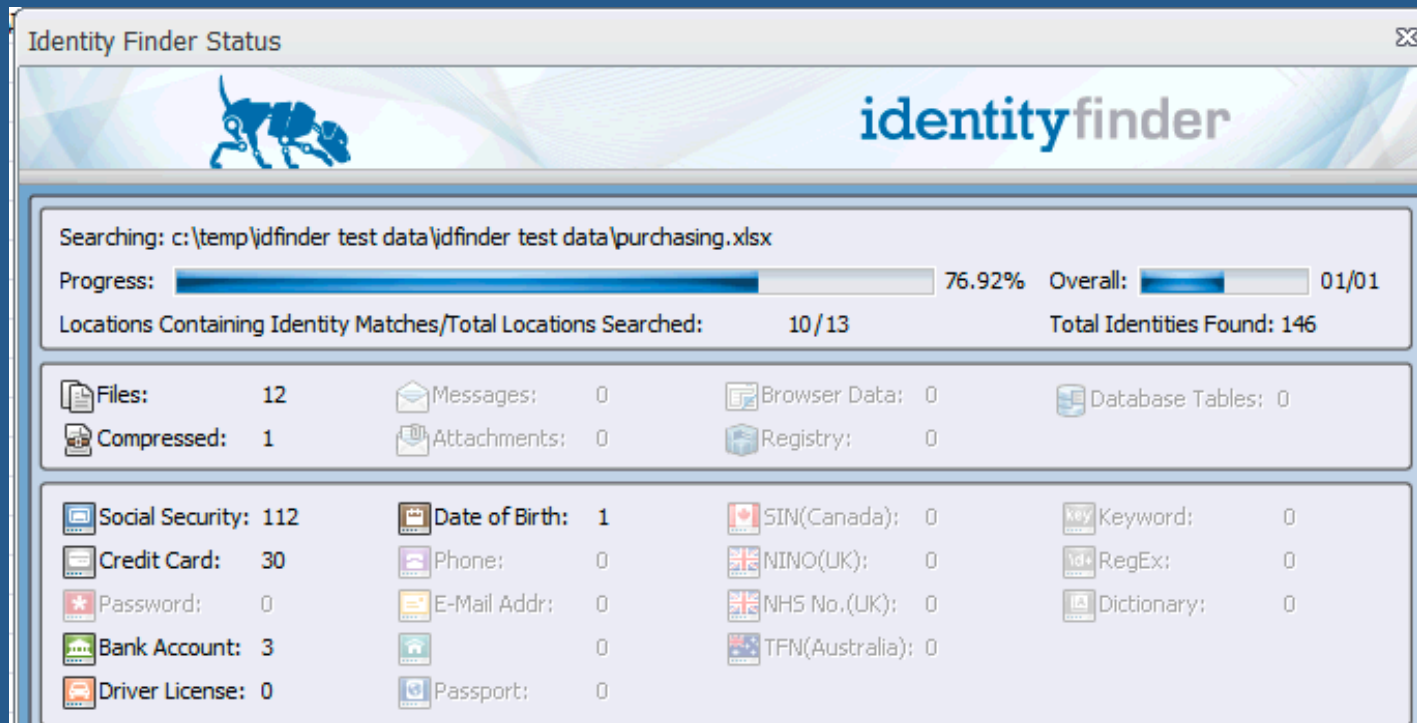 Identity Finder Status
identityfinder
Searching: c:\temp\idfinder test data\idfinder test data\purchasing.xlsx
Progress: 76.92% Overall: 01/01
Locations Containing Identity Matches/Total Locations Searched: 10/13 Total Identities Found: 146
Files: 12 Messages: 0 Browser Data: 0 Database Tables: 0
Compressed: 1 Attachments: 0 Registry: 0
Social Security: 112 Date of Birth: 1 SIN(Canada): 0 Keyword: 0
Credit Card: 30 Phone: 0 NINO(UK): 0 RegEx: 0
Password: 0 E-Mail Addr: 0 NHS No.(UK): 0 Dictionary: 0
Bank Account: 3 0 TFN(Australia): 0
Driver License: 0 Passport: 0